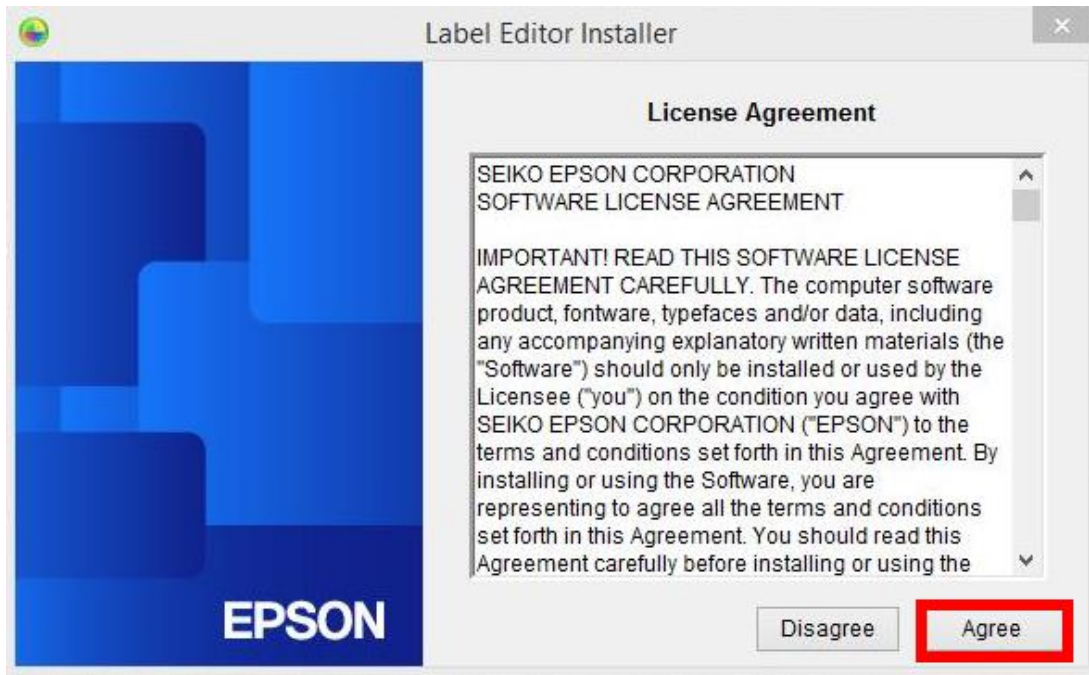 Label Editor Installer
License Agreement
SEIKO EPSON CORPORATION
SOFTWARE LICENSE AGREEMENT
IMPORTANT! READ THIS SOFTWARE LICENSE
AGREEMENT CAREFULLY. The computer software
product, fontware, typefaces and/or data, including
any accompanying explanatory written materials (the
"Software") should only be installed or used by the
Licensee ("you") on the condition you agree with
SEIKO EPSON CORPORATION ("EPSON") to the
terms and conditions set forth in this Agreement. By
installing or using the Software, you are
representing to agree all the terms and conditions
set forth in this Agreement. You should read this
Agreement carefully before installing or using the
EPSON
Disagree
Agree